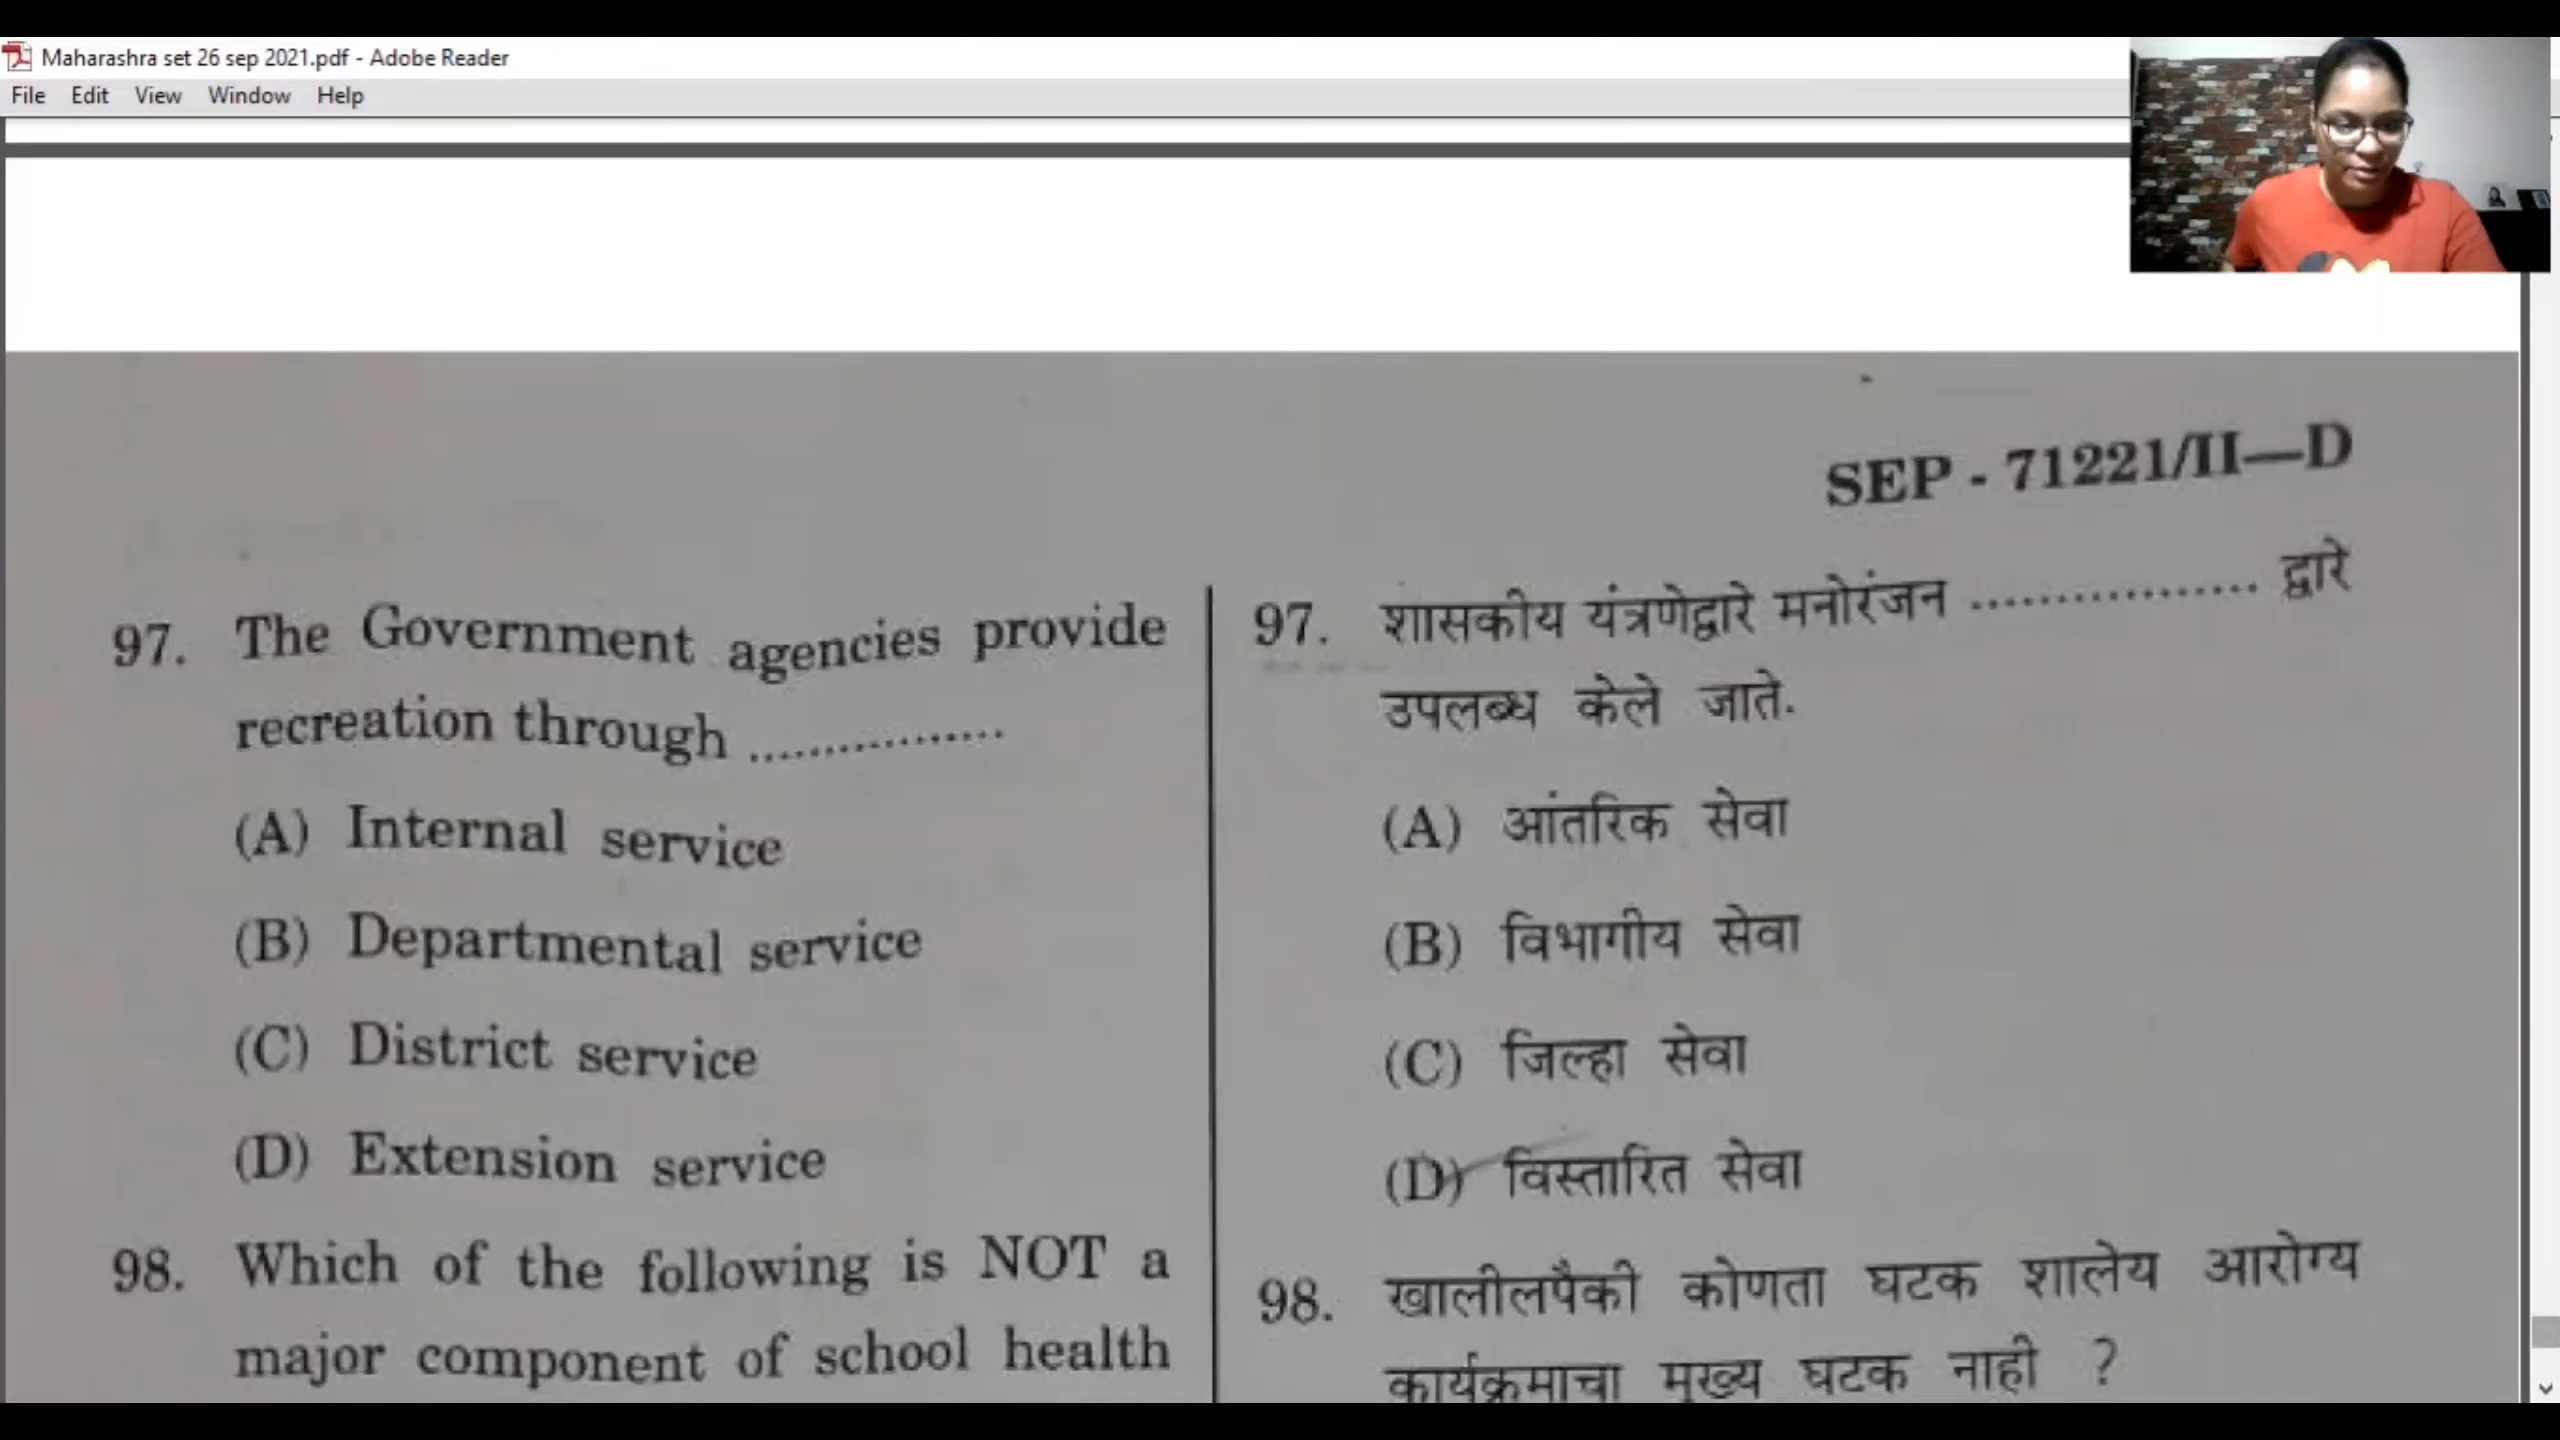 Maharashra set 26 sep 2021.pdf - Adobe Reader
File Edit View Window Help
SEP - 71221/II—D
97. The Government agencies provide
recreation through .................
(A) Internal service
(B) Departmental service
(C) District service
(D) Extension service
98. Which of the following is NOT a
major component of school health
97. शासकीय यंत्रणेद्वारे मनोरंजन ................. द्वारे
उपलब्ध केले जाते.
(A) आंतरिक सेवा
(B) विभागीय सेवा
(C) जिल्हा सेवा
(D) विस्तारित सेवा
98. खालीलपैकी कोणता घटक शालेय आरोग्य
कार्यक्रमाचा मुख्य घटक नाही ?